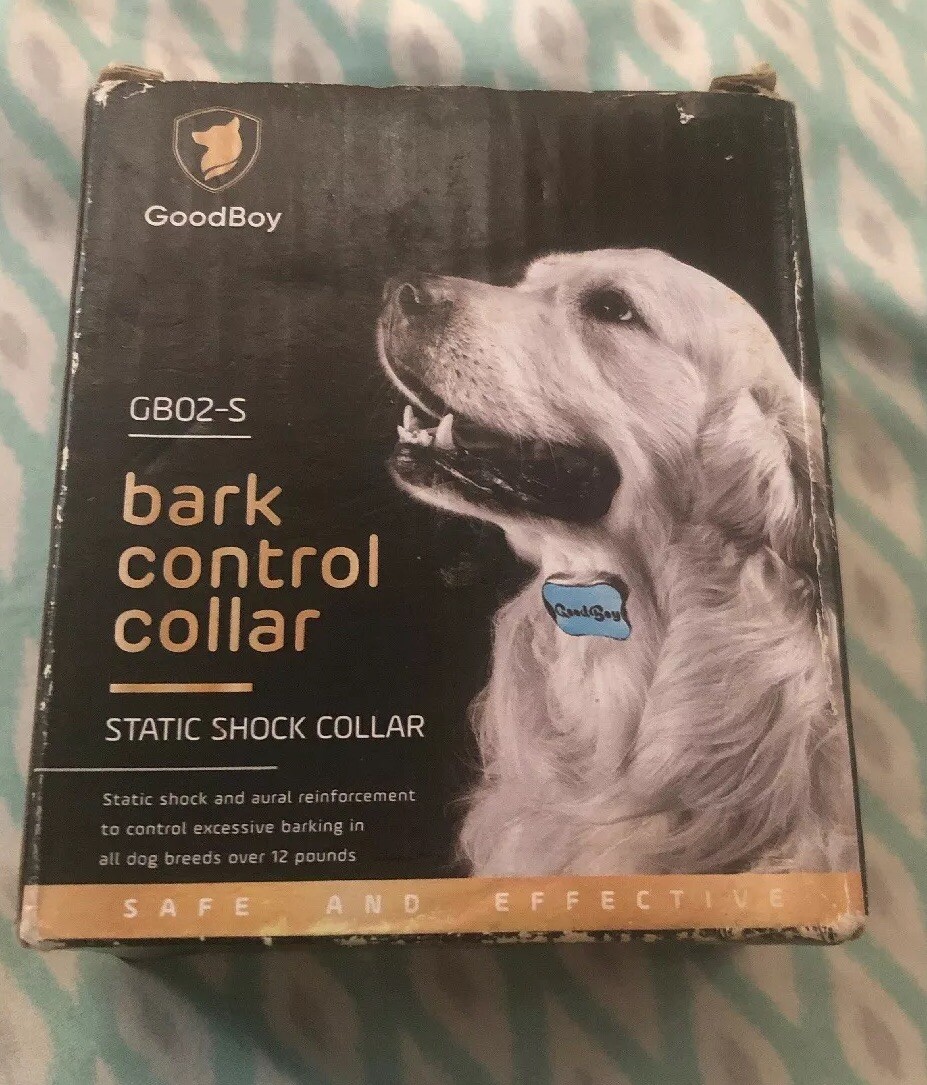 GoodBoy
GB02-S
bark
control
collar
GoodBoy
STATIC SHOCK COLLAR
Static shock and aural reinforcement
to control excessive barking in
all dog breeds over 12 pounds
SAFE AND EFFECTIVE